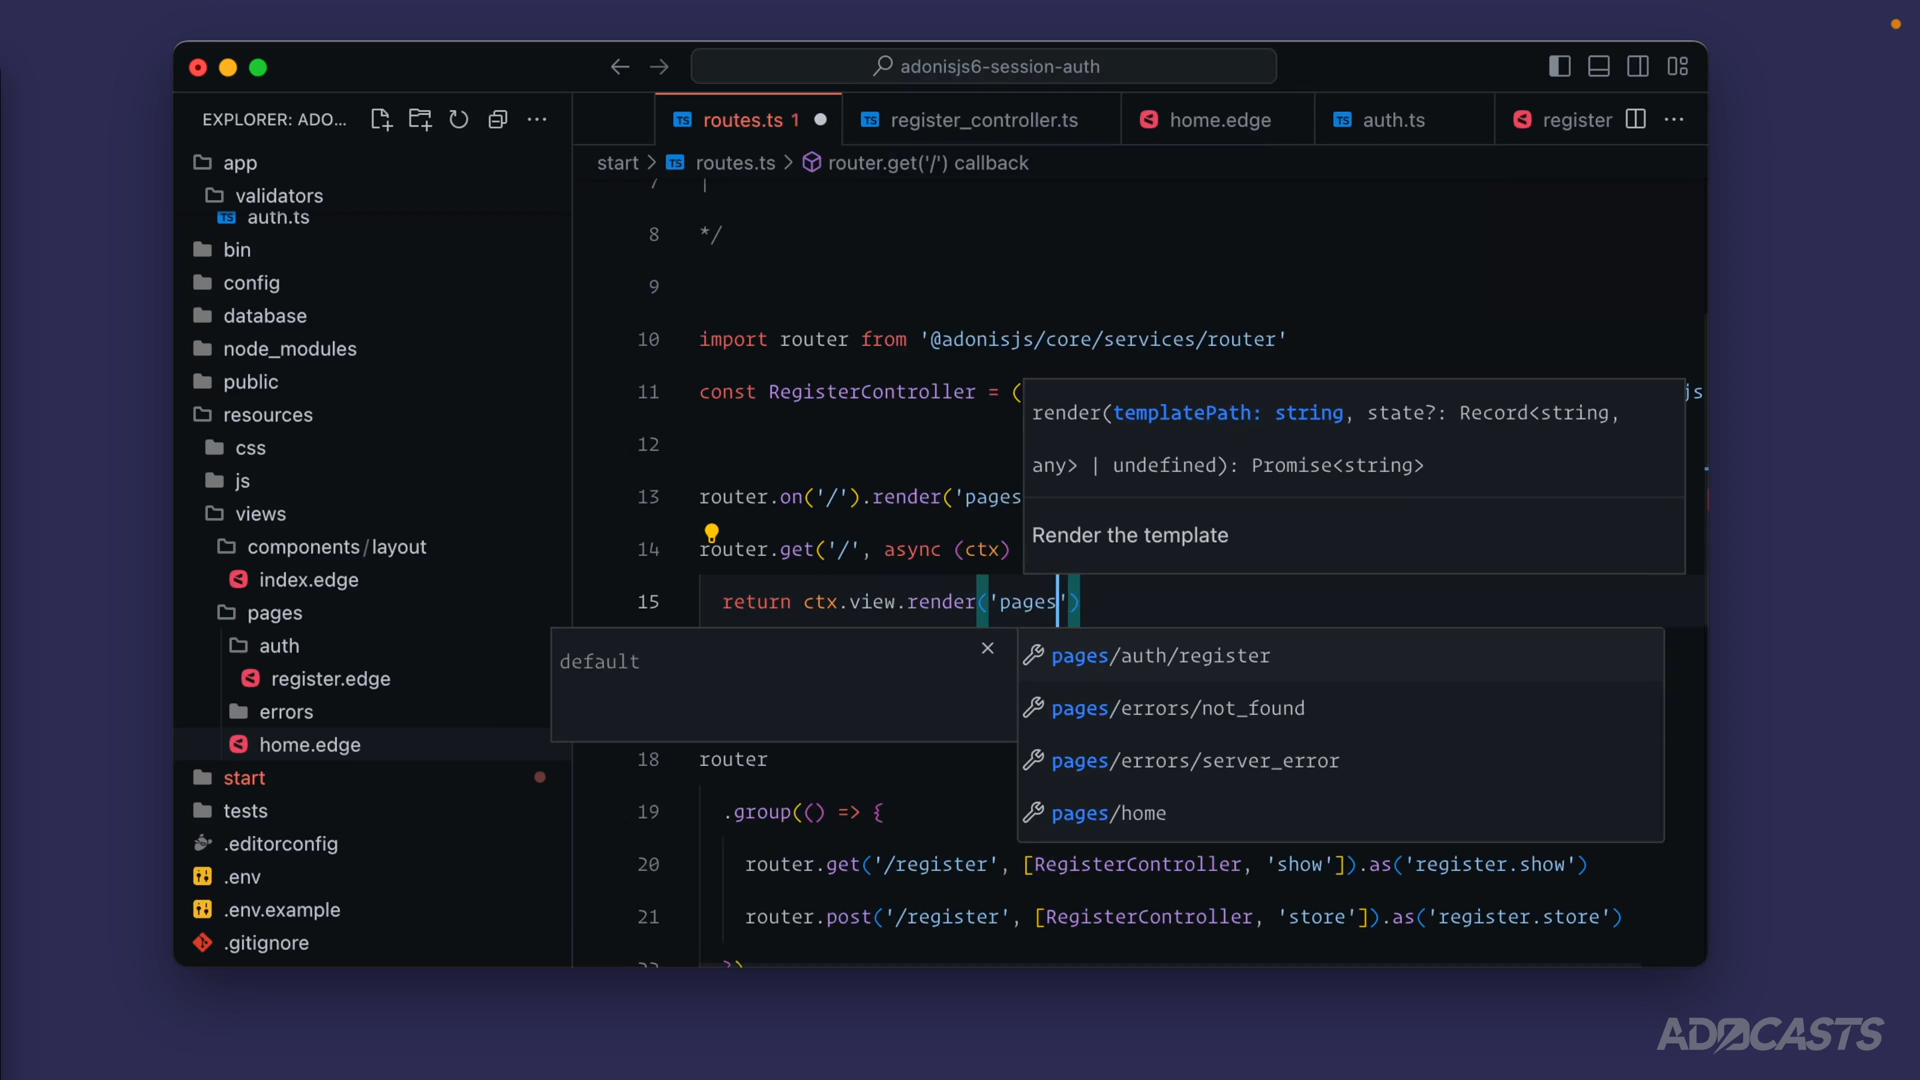 adonisjs6-session-auth
EXPLORER: ADO...
routes.ts 1
register_controller.ts
home.edge
auth.ts
register
start > routes.ts > router.get('/') callback
app
validators
auth.ts
bin
config
database
node_modules
public
resources
css
js
views
components/layout
index.edge
pages
auth
register.edge
errors
home.edge
start
tests
.editorconfig
.env
.env.example
.gitignore
7 |
8 */
9
10 import router from '@adonisjs/core/services/router'
11 const RegisterController = (
js
12
13 router.on('/').render('pages
14 router.get('/', async (ctx)
15 return ctx.view.render('pages')
render(templatePath: string, state?: Record<string,
any> | undefined): Promise<string>
Render the template
default
pages/auth/register
pages/errors/not_found
pages/errors/server_error
pages/home
18 router
19 .group(() => {
20 router.get('/register', [RegisterController, 'show']).as('register.show')
21 router.post('/register', [RegisterController, 'store']).as('register.store')
22 })
ADOCASTS